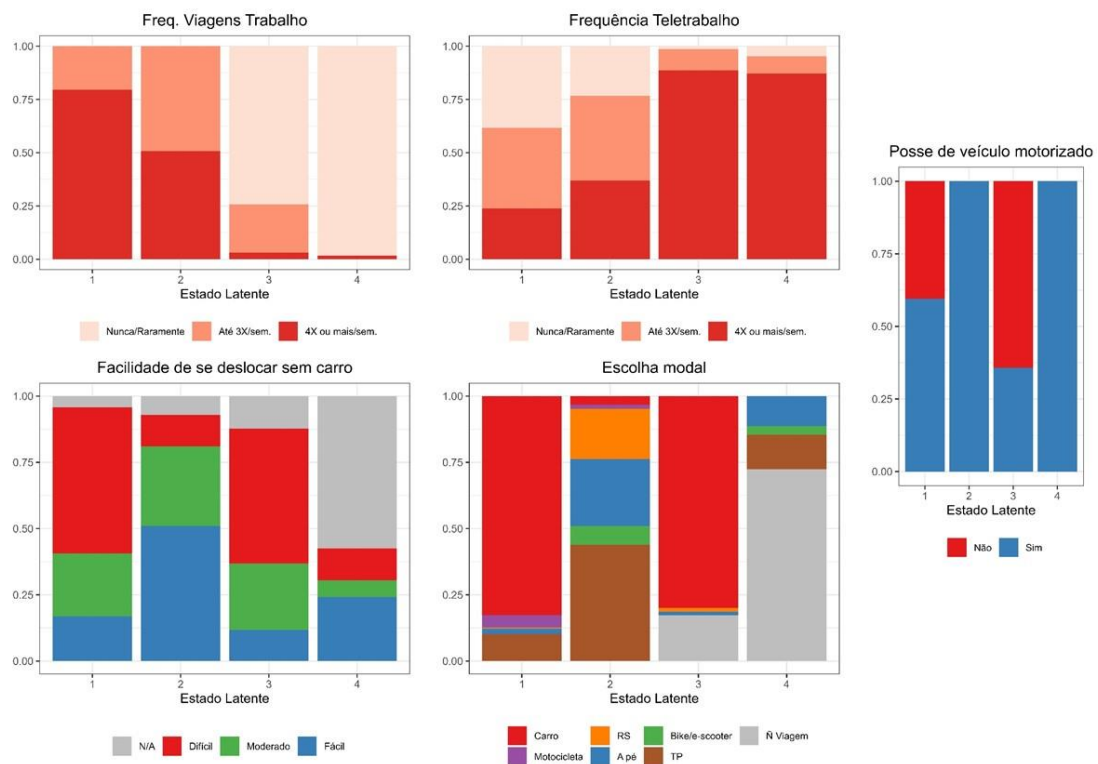 Freq. Viagens Trabalho
1.00
0.75
0.50
0.25
0.00
1 2 3 4
Estado Latente
Nunca/Raramente Até 3X/sem. 4X ou mais/sem.
Frequência Teletrabalho
1.00
0.75
0.50
0.25
0.00
1 2 3 4
Estado Latente
Nunca/Raramente Até 3X/sem. 4X ou mais/sem.
Posse de veículo motorizado
1.00
0.75
0.50
0.25
0.00
1 2 3 4
Estado Latente
Não Sim
Facilidade de se deslocar sem carro
1.00
0.75
0.50
0.25
0.00
1 2 3 4
Estado Latente
N/A Difícil Moderado Fácil
Escolha modal
1.00
0.75
0.50
0.25
0.00
1 2 3 4
Estado Latente
Carro RS Bike/e-scooter Ñ Viagem
Motocicleta A pé TP